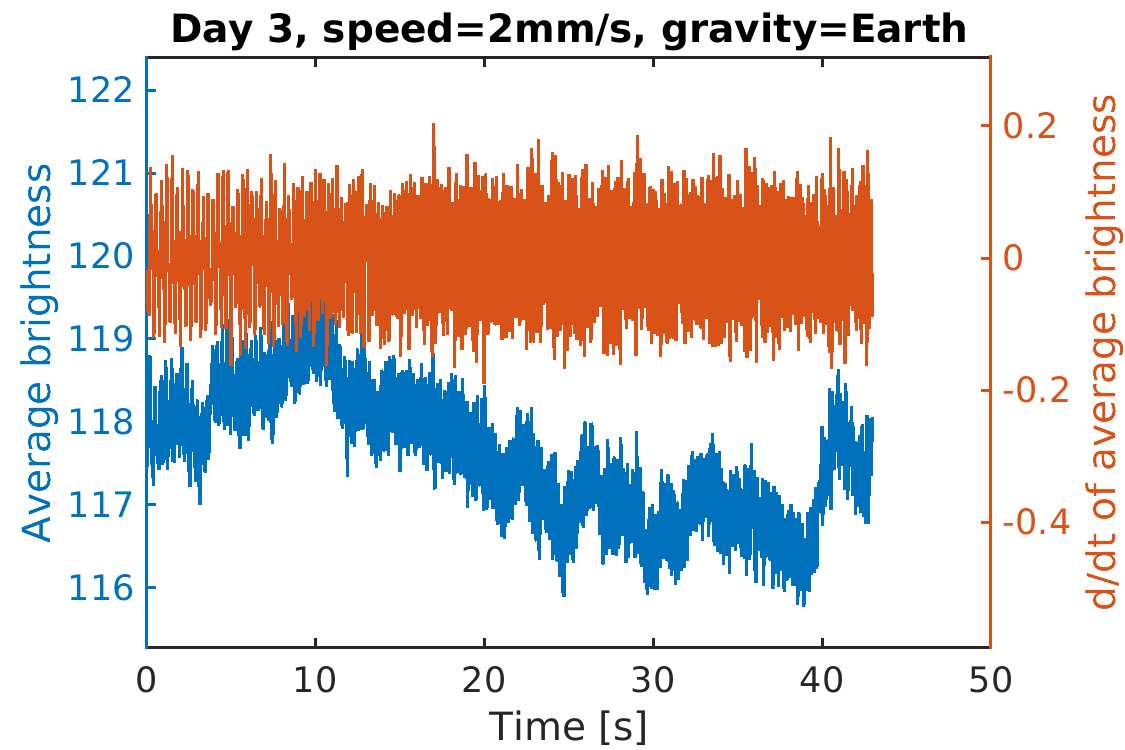 Day 3, speed=2mm/s, gravity=Earth
Average brightness
122
121
120
119
118
117
116
0.2
0
-0.2
-0.4
d/dt of average brightness
0 10 20 30 40 50
Time [s]